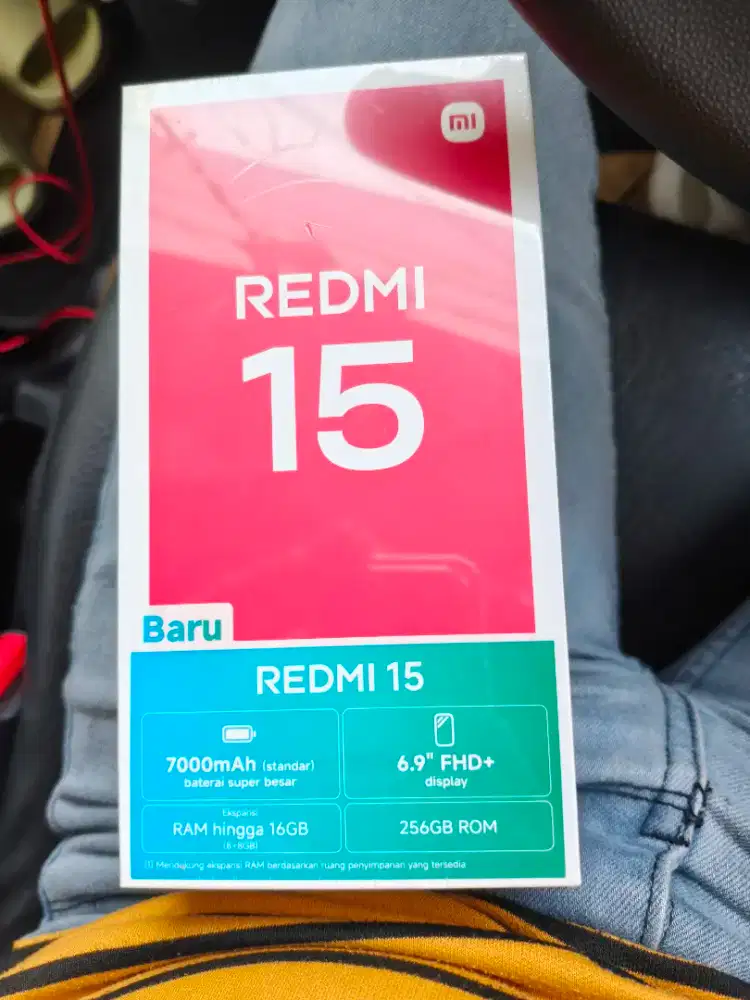 mi
REDMI
15
Baru
REDMI 15
7000mAh (standar)
baterai super besar
6.9" FHD+
display
Ekspansi
RAM hingga 16GB
(8+8GB)
256GB ROM
(1) Mendukung ekspansi RAM berdasarkan ruang penyimpanan yang tersedia